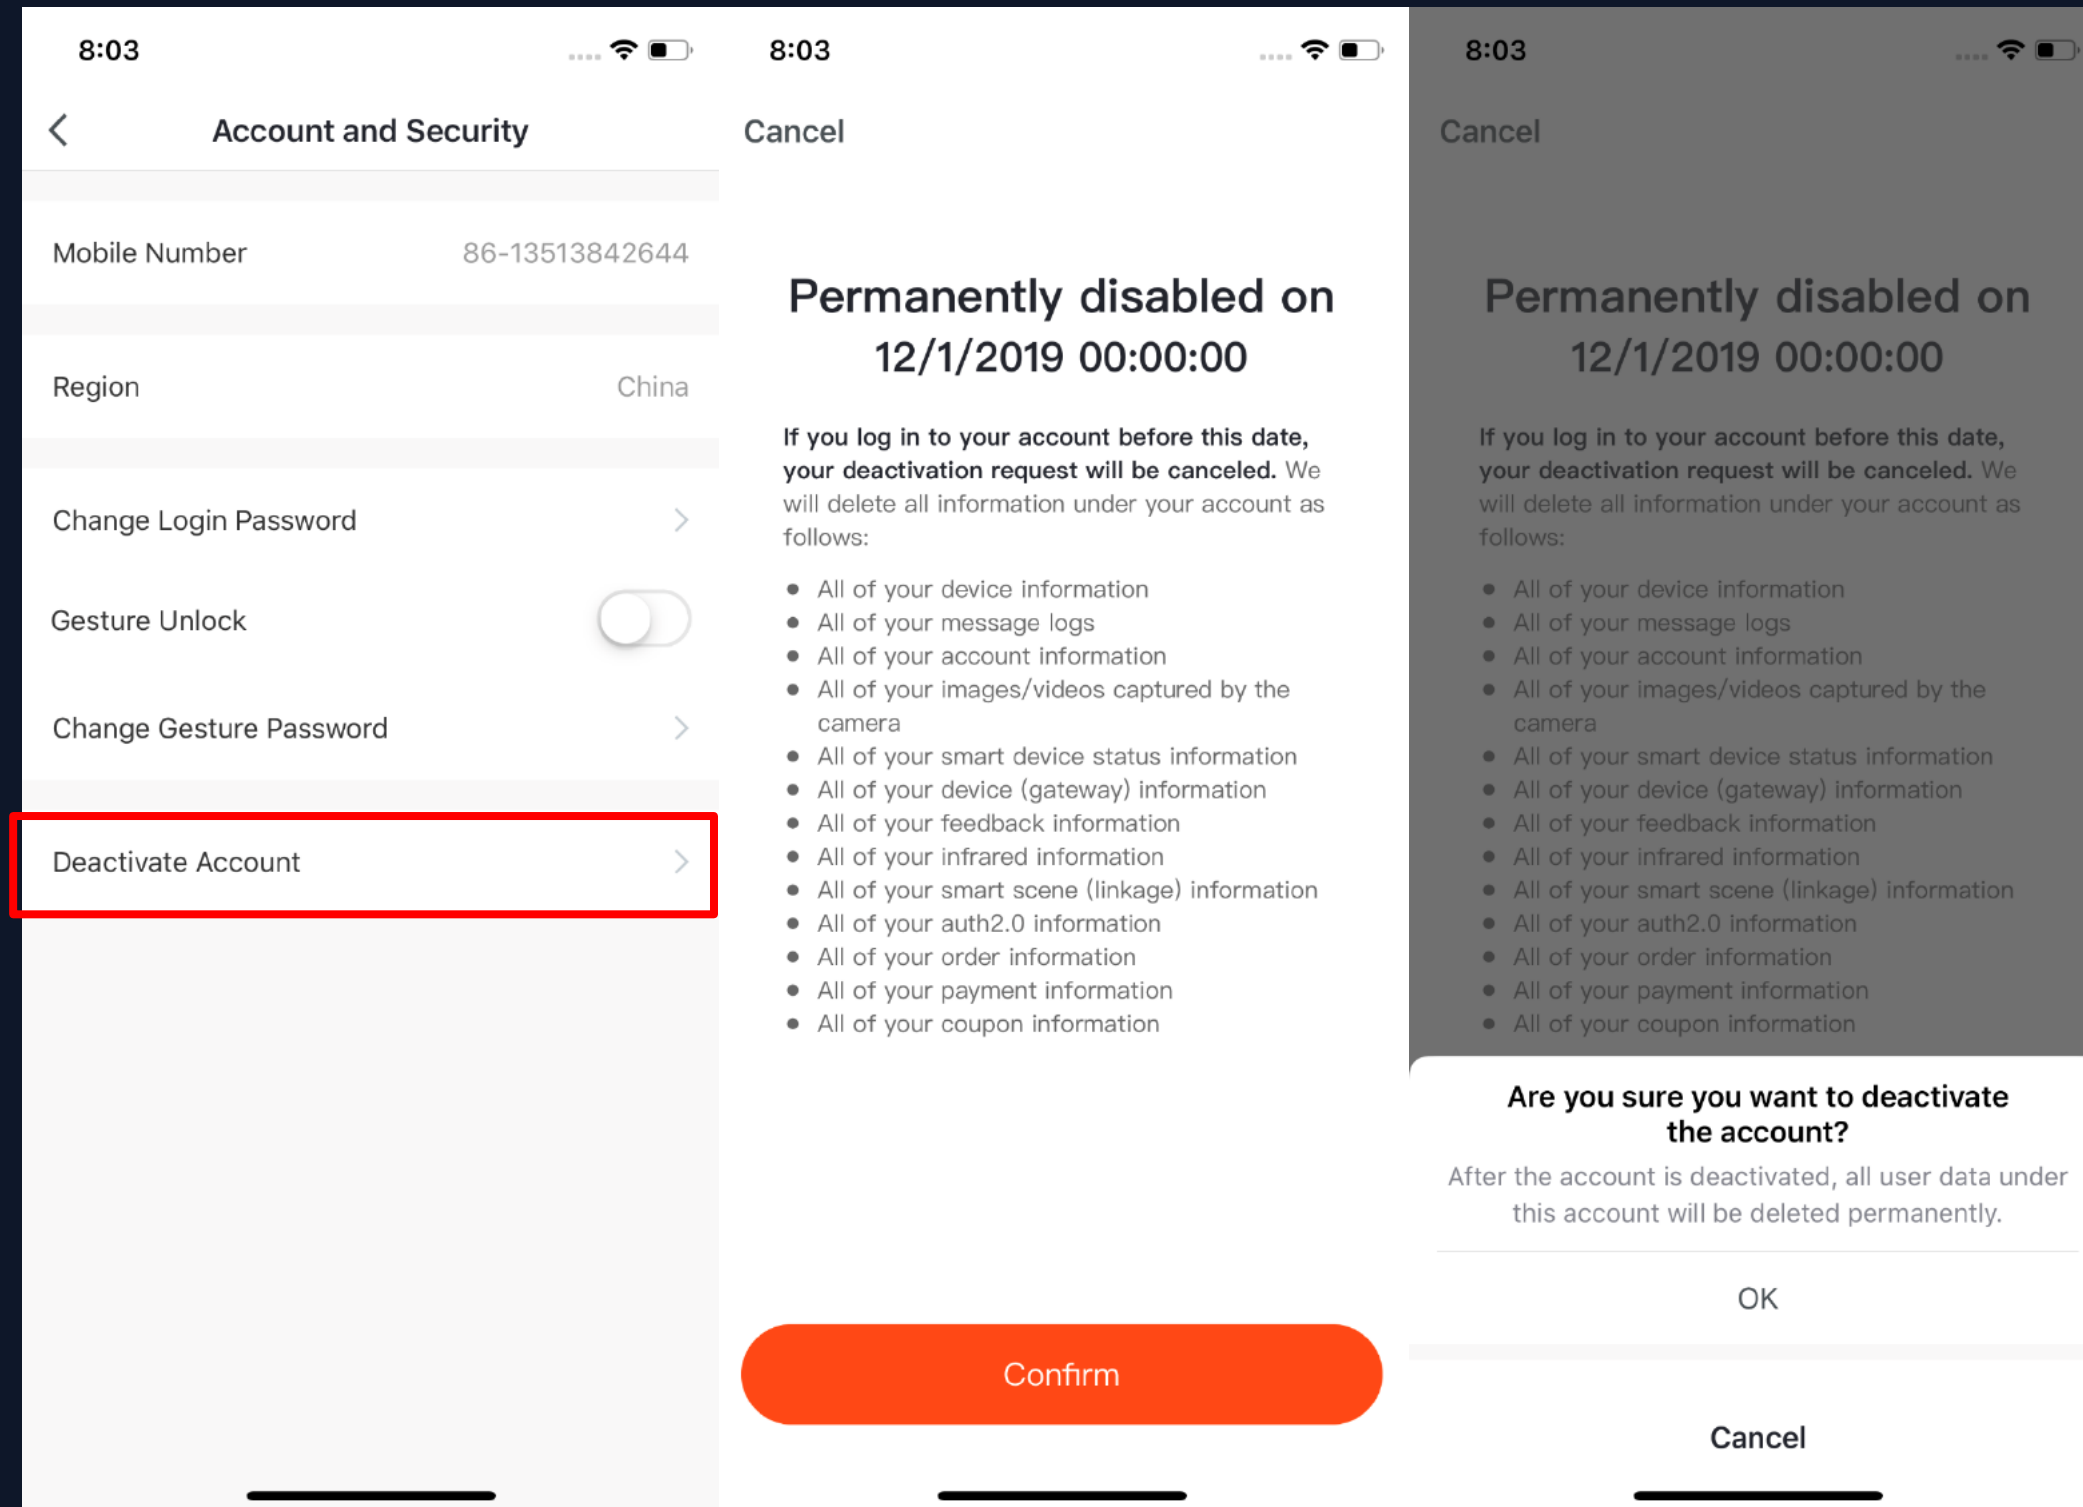 8:03
Account and Security
Mobile Number 86-13513842644
Region China
Change Login Password
Gesture Unlock
Change Gesture Password
Deactivate Account
8:03
Cancel
Permanently disabled on
12/1/2019 00:00:00
If you log in to your account before this date,
your deactivation request will be canceled. We
will delete all information under your account as
follows:
• All of your device information
• All of your message logs
• All of your account information
• All of your images/videos captured by the
camera
• All of your smart device status information
• All of your device (gateway) information
• All of your feedback information
• All of your infrared information
• All of your smart scene (linkage) information
• All of your auth2.0 information
• All of your order information
• All of your payment information
• All of your coupon information
Confirm
8:03
Cancel
Permanently disabled on
12/1/2019 00:00:00
If you log in to your account before this date,
your deactivation request will be canceled. We
will delete all information under your account as
follows:
• All of your device information
• All of your message logs
• All of your account information
• All of your images/videos captured by the
camera
• All of your smart device status information
• All of your device (gateway) information
• All of your feedback information
• All of your infrared information
• All of your smart scene (linkage) information
• All of your auth2.0 information
• All of your order information
• All of your payment information
• All of your coupon information
Are you sure you want to deactivate
the account?
After the account is deactivated, all user data under
this account will be deleted permanently.
OK
Cancel